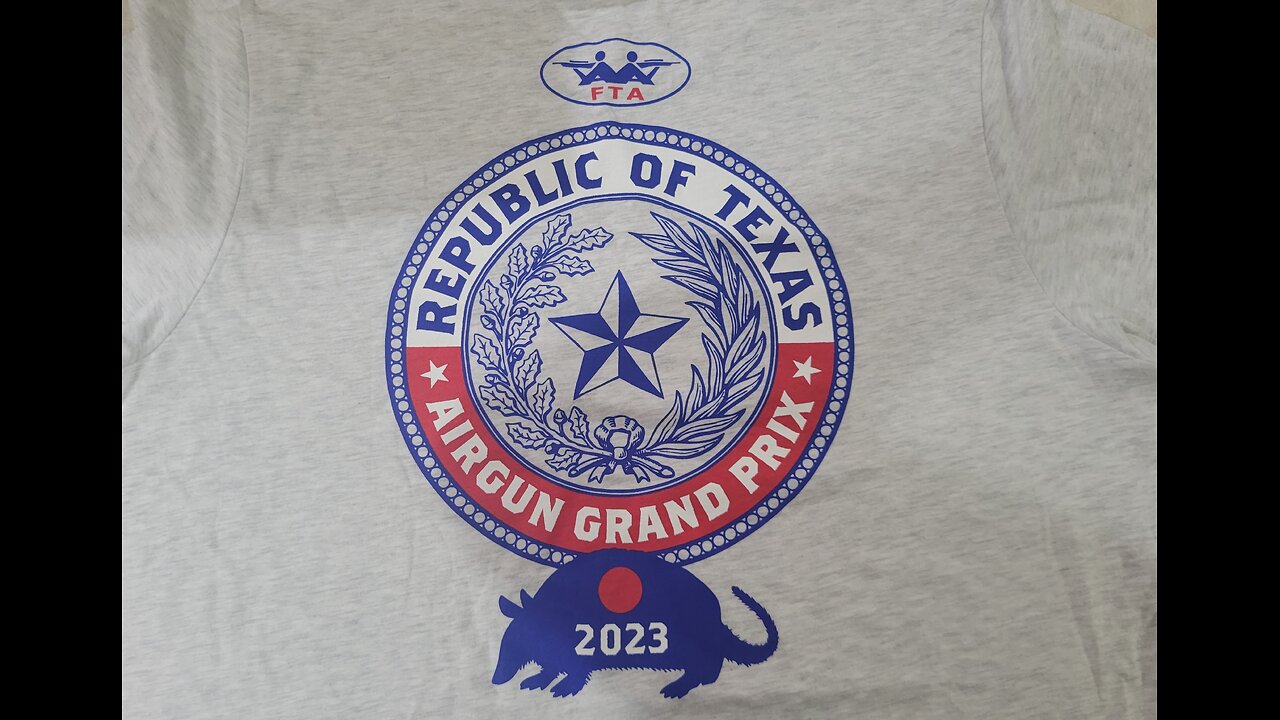 FTA
REPUBLIC OF TEXAS
AIRGUN GRAND PRIX
2023